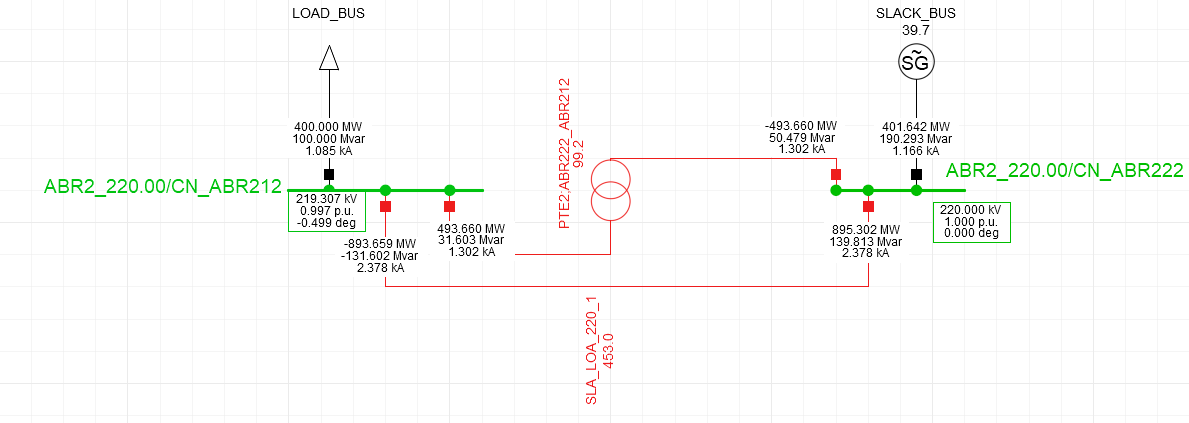 LOAD_BUS
SLACK_BUS
39.7
SG
400.000 MW
100.000 Mvar
1.085 kA
PTE2,ABR222_ABR212
99.2
-493.660 MW
50.479 Mvar
1.302 kA
401.642 MW
190.293 Mvar
1.166 kA
ABR2_220.00/CN_ABR212
ABR2_220.00/CN_ABR222
219.307 kV
0.997 p.u.
-0.499 deg
220.000 kV
1.000 p.u.
0.000 deg
-893.659 MW
-131.602 Mvar
2.378 kA
493.660 MW
31.603 Mvar
1.302 kA
895.302 MW
139.813 Mvar
2.378 kA
SLA_LOA_220_1
453.0